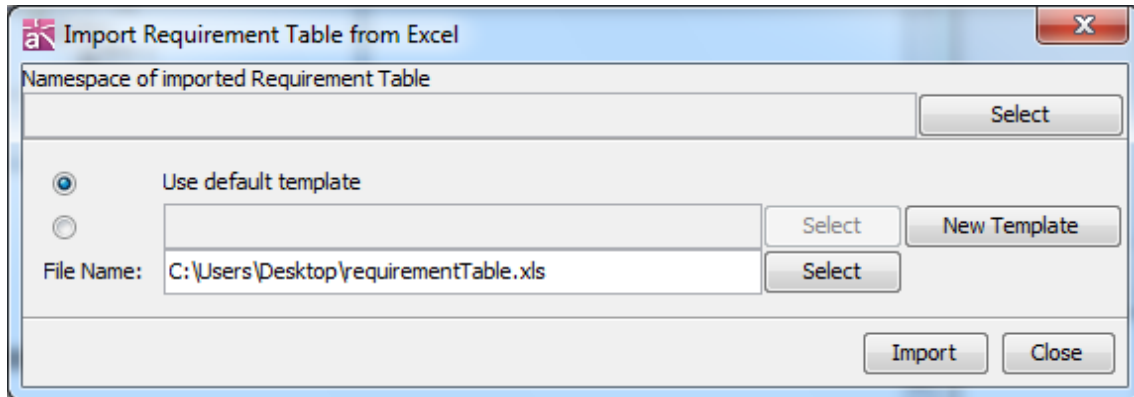 Import Requirement Table from Excel
Namespace of imported Requirement Table
Select
Use default template
Select New Template
File Name: C:\Users\Desktop\requirementTable.xls Select
Import Close